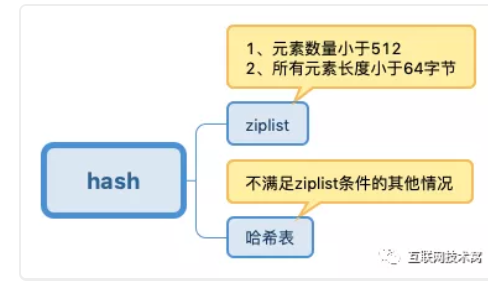 1、元素数量小于512
2、所有元素长度小于64字节
ziplist
hash
不满足ziplist条件的其他情况
哈希表
互联网技术窝